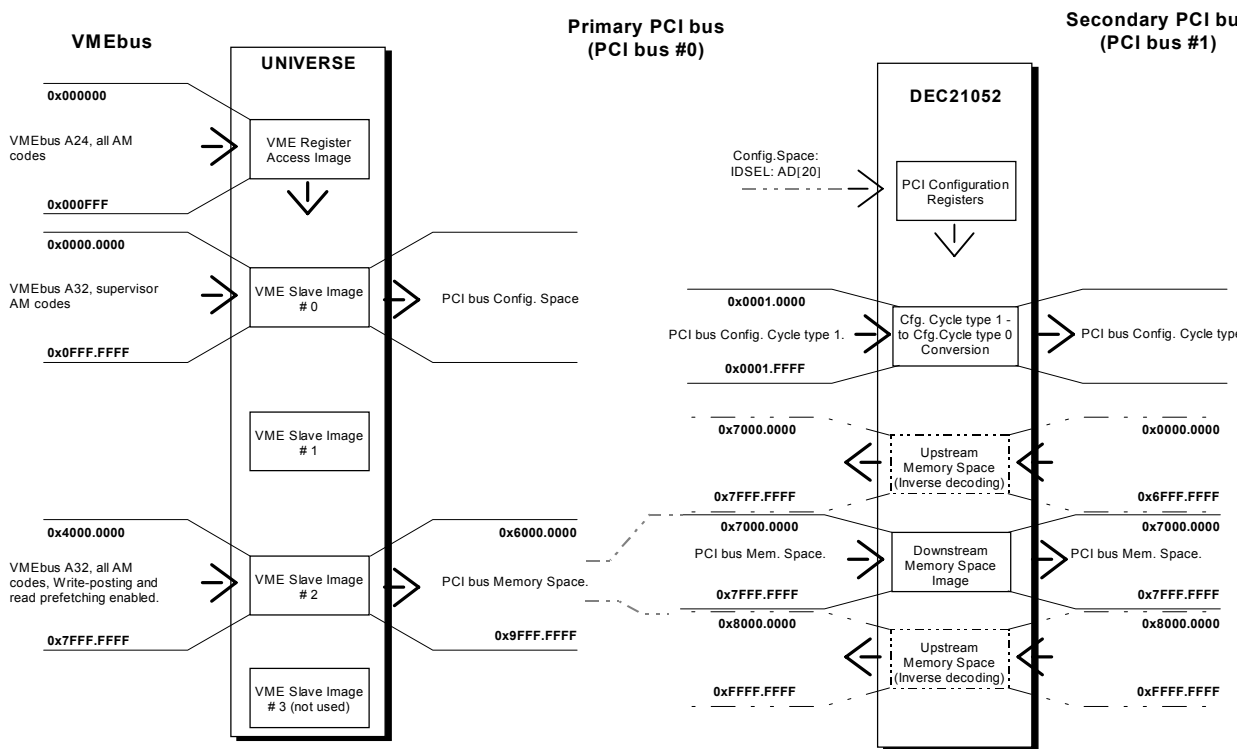 VMEbus
Primary PCI bus
(PCI bus #0)
Secondary PCI bu
(PCI bus #1)
UNIVERSE
DEC21052
0x000000
VMEbus A24, all AM
codes
0x000FFF
VME Register
Access Image
Config.Space:
IDSEL: AD[20]
PCI Configuration
Registers
0x0000.0000
VMEbus A32, supervisor
AM codes
0x0FFF.FFFF
VME Slave Image
# 0
PCI bus Config. Space
0x0001.0000
PCI bus Config. Cycle type 1.
0x0001.FFFF
Cfg. Cycle type 1 -
to Cfg.Cycle type 0
Conversion
PCI bus Config. Cycle type
VME Slave Image
# 1
0x7000.0000
0x7FFF.FFFF
Upstream
Memory Space
(Inverse decoding)
0x0000.0000
0x6FFF.FFFF
0x4000.0000
VMEbus A32, all AM
codes, Write-posting and
read prefetching enabled.
0x7FFF.FFFF
VME Slave Image
# 2
0x6000.0000
PCI bus Memory Space.
0x9FFF.FFFF
0x7000.0000
PCI bus Mem. Space.
0x7FFF.FFFF
Downstream
Memory Space
Image
0x7000.0000
PCI bus Mem. Space.
0x7FFF.FFFF
0x8000.0000
0xFFFF.FFFF
Upstream
Memory Space
(Inverse decoding)
0x8000.0000
0xFFFF.FFFF
VME Slave Image
# 3 (not used)